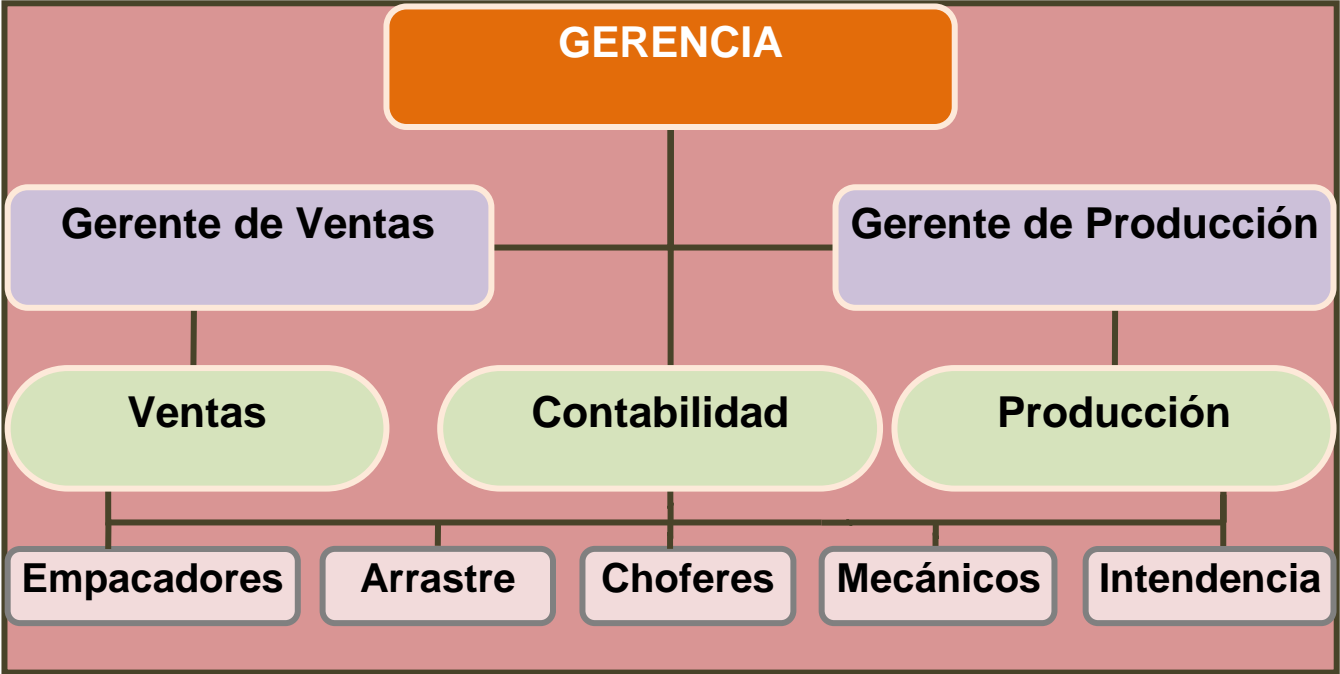 GERENCIA
Gerente de Ventas
Gerente de Producción
Ventas
Contabilidad
Producción
Empacadores
Arrastre
Choferes
Mecánicos
Intendencia